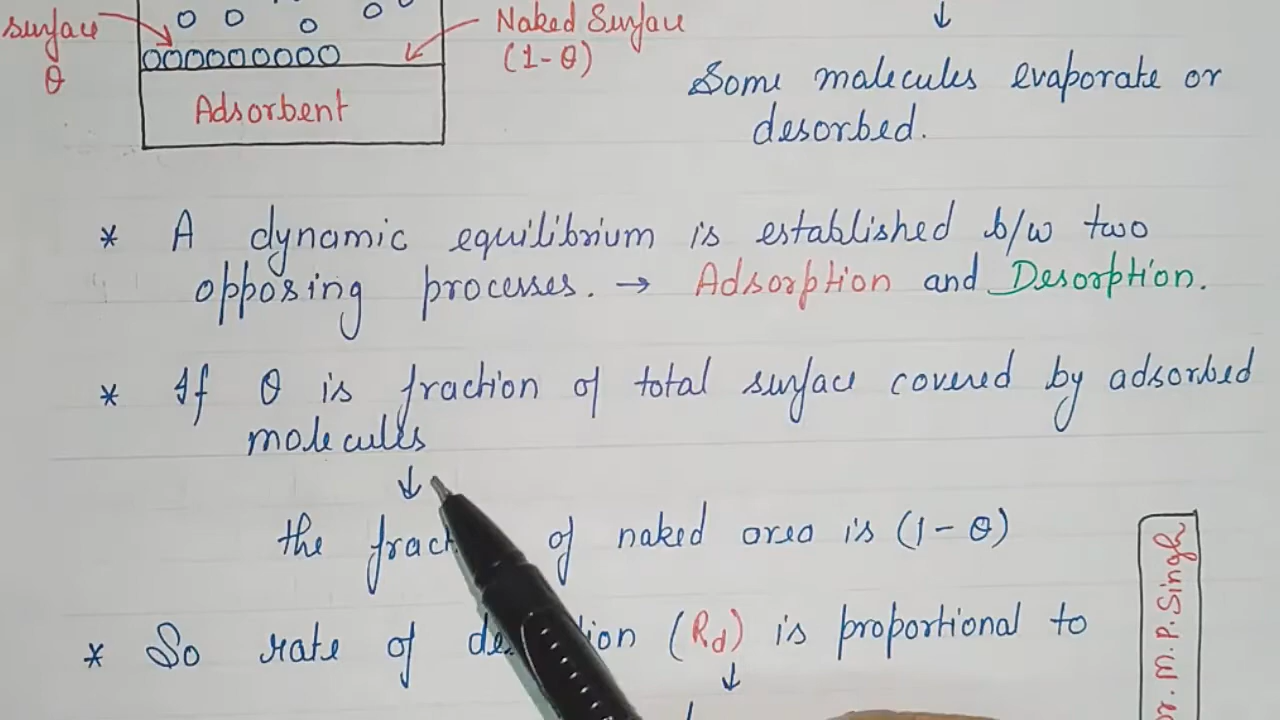 surface
θ
Naked Surface
(1-θ)
Adsorbent
↓
Some molecules evaporate or
desorbed.
* A dynamic equilibrium is established b/w two
opposing processes. → Adsorption and Desorption.
* If θ is fraction of total surface covered by adsorbed
molecules
↓
the fract of naked area is (1-θ)
* So rate of de tion (Rd) is proportional to
↓
r. M.P. Singh